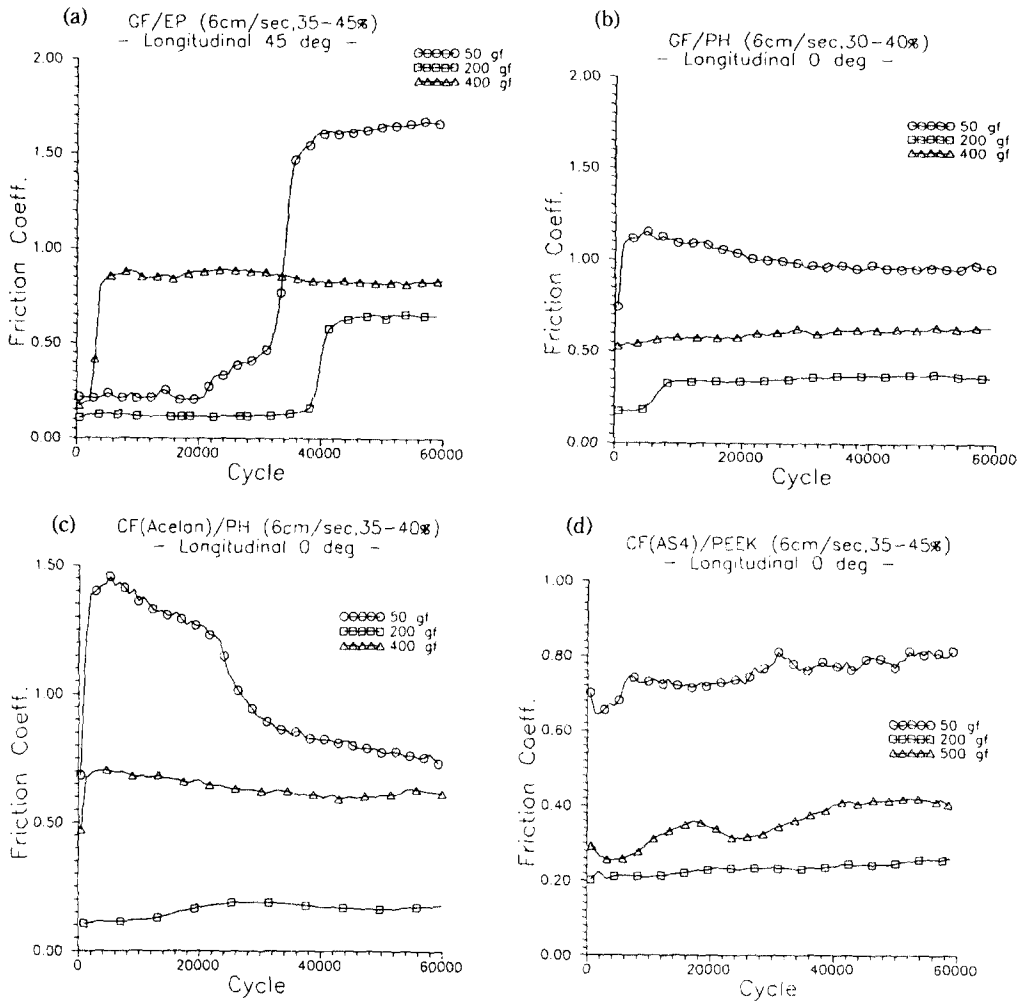 (a)
GF/EP (6cm/sec,35-45%)
- Longitudinal 45 deg -
50 gf
200 gf
400 gf
2.00
1.50
1.00
0.50
0.00
Friction Coeff.
0
20000
40000
60000
Cycle
(b)
GF/PH (6cm/sec,30-40%)
- Longitudinal 0 deg -
50 gf
200 gf
400 gf
2.00
1.50
1.00
0.50
0.00
Friction Coeff.
0
20000
40000
60000
Cycle
(c)
CF(Acelan)/PH (6cm/sec,35-40%)
- Longitudinal 0 deg -
50 gf
200 gf
400 gf
1.50
1.00
0.50
0.00
Friction Coeff.
0
20000
40000
60000
Cycle
(d)
CF(AS4)/PEEK (6cm/sec,35-45%)
- Longitudinal 0 deg -
50 gf
200 gf
500 gf
1.00
0.80
0.60
0.40
0.20
0.00
Friction Coeff.
0
20000
40000
60000
Cycle